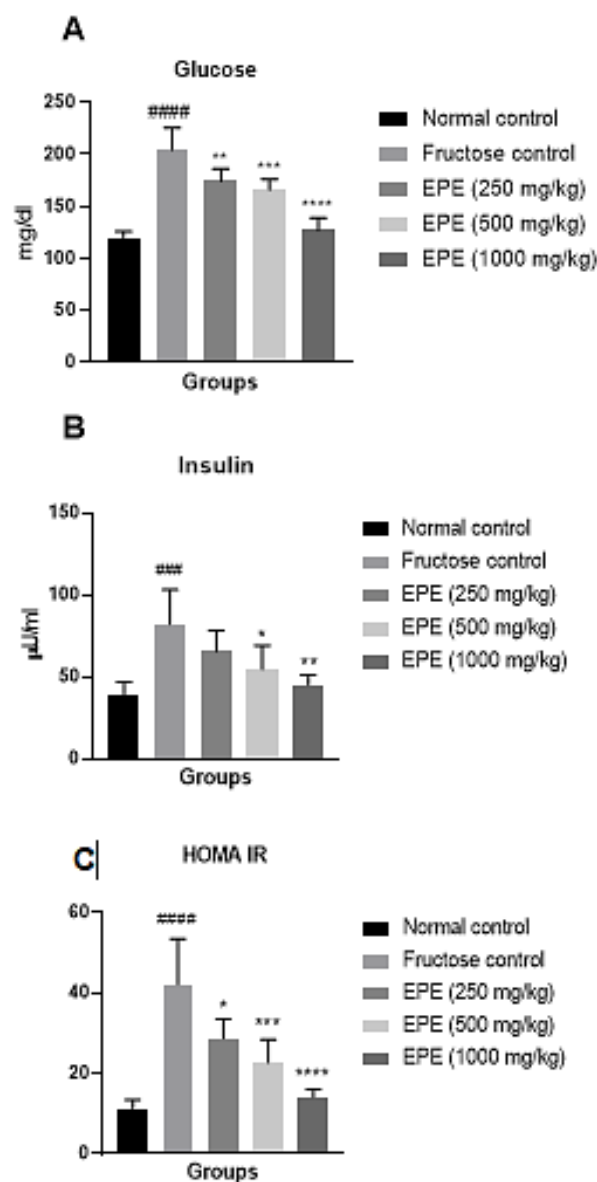 A
Glucose
250
200
150
100
50
0
mg/dl
####
**
***
****
Groups
Normal control
Fructose control
EPE (250 mg/kg)
EPE (500 mg/kg)
EPE (1000 mg/kg)
B
Insulin
150
100
50
0
µU/ml
###
*
**
Groups
Normal control
Fructose control
EPE (250 mg/kg)
EPE (500 mg/kg)
EPE (1000 mg/kg)
C
HOMA IR
60
40
20
0
####
*
***
****
Groups
Normal control
Fructose control
EPE (250 mg/kg)
EPE (500 mg/kg)
EPE (1000 mg/kg)